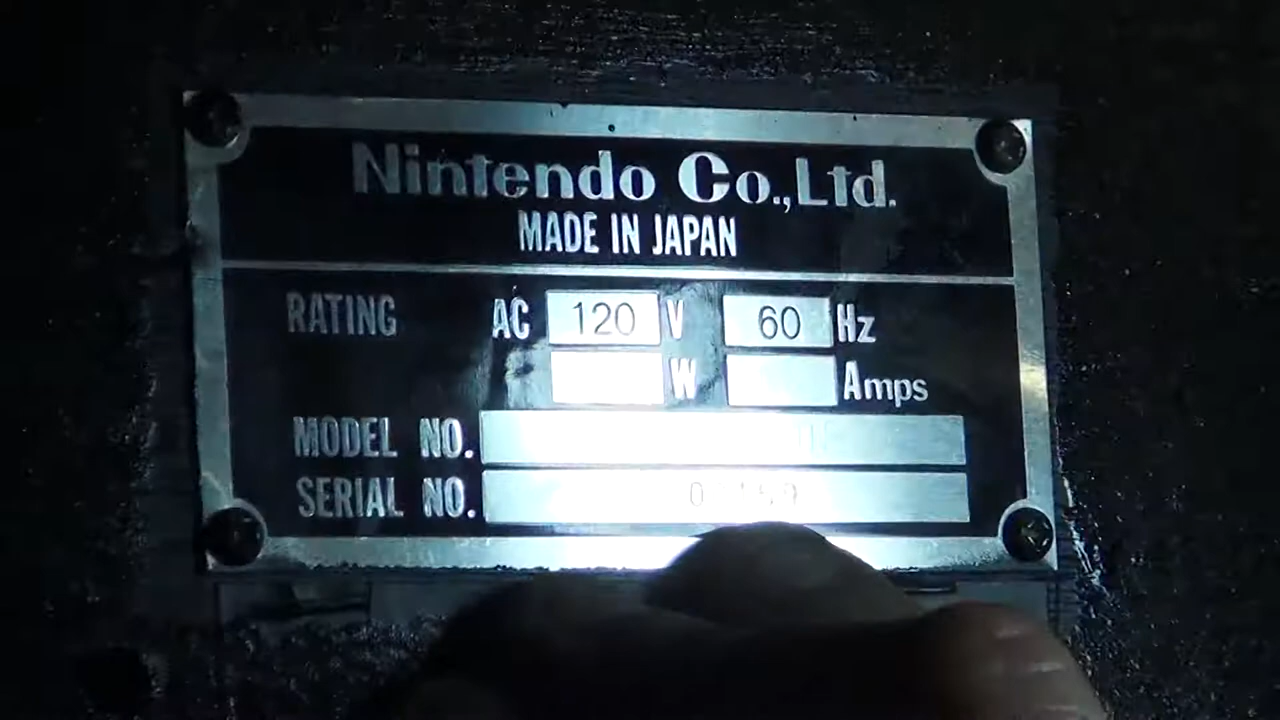 Nintendo Co.,Ltd.
MADE IN JAPAN
RATING AC 120 V 60 Hz
W Amps
MODEL NO.
SERIAL NO.